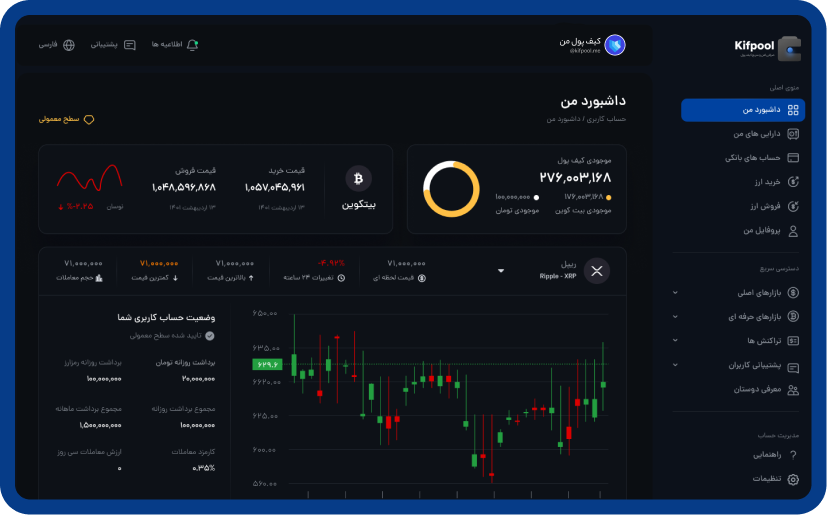 Kifpool
منوی اصلی
داشبورد من
دارایی های من
حساب های بانکی
خرید ارز
فروش ارز
پروفایل من
دسترسی سریع
بازارهای اصلی
بازارهای حرفه ای
تراکنش ها
پشتیبانی کاربران
معرفی دوستان
مدیریت حساب
راهنمایی
تنظیمات
کیف پول من
@kifpool.me
اطلاعیه ها
پشتیبانی
فارسی
داشبورد من
حساب کاربری / داشبورد من
سطح معمولی
موجودی کیف پول
۲۷۶,۰۰۳,۱۶۸
۱۷۶,۰۰۳,۱۶۸
۱۰۰,۰۰۰,۰۰۰
موجودی بیت کوین
موجودی تومان
بیتکوین
قیمت خرید
۱,۰۵۷,۰۴۵,۹۶۱
۱۳ اردیبهشت ۱۴۰۱
قیمت فروش
۱,۰۴۸,۵۹۶,۸۶۸
۱۳ اردیبهشت ۱۴۰۱
نوسان
%-۲.۲۵
ریپل
Ripple - XRP
۷۱,۰۰۰,۰۰۰
قیمت لحظه ای
-۴.۹۲%
تغییرات ۲۴ ساعته
۷۱,۰۰۰,۰۰۰
بالاترین قیمت
۷۱,۰۰۰,۰۰۰
کمترین قیمت
۷۱,۰۰۰,۰۰۰
حجم معاملات
۶۵۰.۰۰
۶۳۵.۰۰
۶۲۹.۶
۶۶۲۰.۰۰
۶۲۵.۰۰
۶۰۰.۰۰
۵۶۰.۰۰
وضعیت حساب کاربری شما
تایید شده سطح معمولی
برداشت روزانه تومان
۲۰,۰۰۰,۰۰۰
برداشت روزانه رمزارز
۱۰۰,۰۰۰,۰۰۰
مجموع برداشت روزانه
۱۰۰,۰۰۰,۰۰۰
مجموع برداشت ماهانه
۱,۵۰۰,۰۰۰,۰۰۰
کارمزد معاملات
۰.۳۵%
ارزش معاملات سی روز
۰